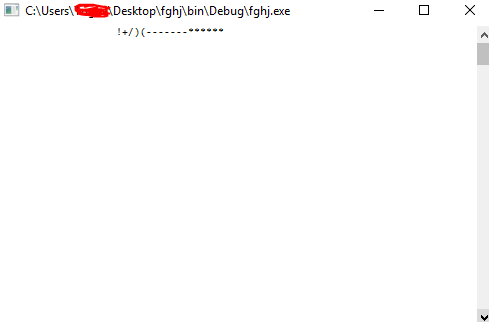 C:\Users\\Desktop\fghj\bin\Debug\fghj.exe
!+/)(-------******